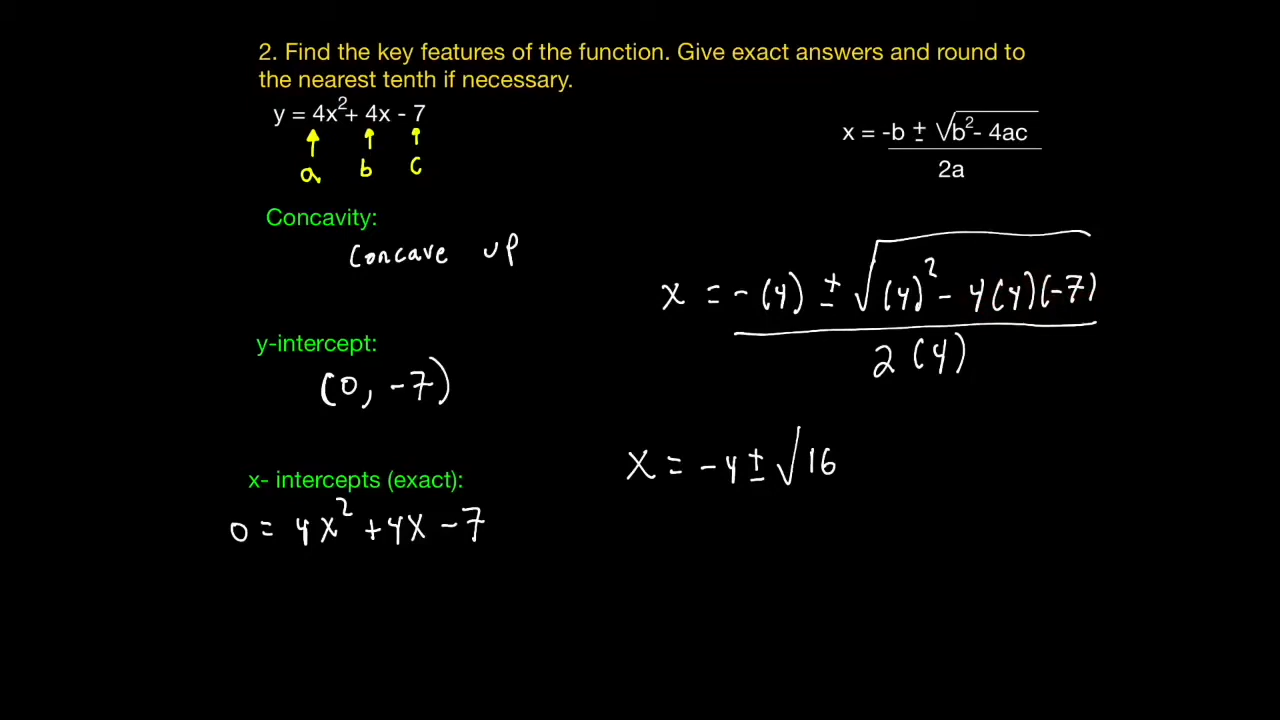 2. Find the key features of the function. Give exact answers and round to
the nearest tenth if necessary.
y = 4x²+ 4x - 7
a b c
x = -b ± √b²- 4ac
2a
Concavity:
Concave up
x = -(4) ± √(4)² - 4(4)(-7)
2(4)
y-intercept:
(0, -7)
x = -4 ± √16
x- intercepts (exact):
0 = 4x² + 4x - 7